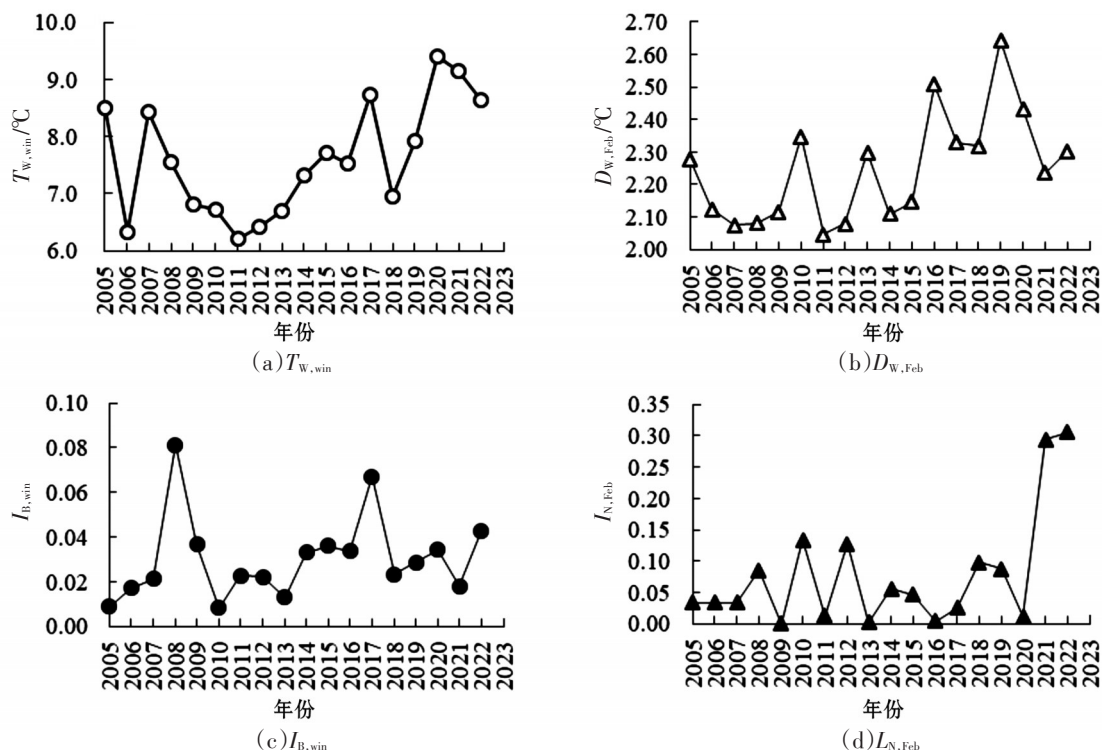 10.0
9.0
8.0
7.0
6.0
T_W,win/℃
2005 2006 2007 2008 2009 2010 2011 2012 2013 2014 2015 2016 2017 2018 2019 2020 2021 2022 2023
年份
(a)T_W,win
2.70
2.60
2.50
2.40
2.30
2.20
2.10
2.00
D_W,Feb/℃
2005 2006 2007 2008 2009 2010 2011 2012 2013 2014 2015 2016 2017 2018 2019 2020 2021 2022 2023
年份
(b)D_W,Feb
0.10
0.08
0.06
0.04
0.02
0.00
I_B,win
2005 2006 2007 2008 2009 2010 2011 2012 2013 2014 2015 2016 2017 2018 2019 2020 2021 2022 2023
年份
(c)I_B,win
0.35
0.30
0.25
0.20
0.15
0.10
0.05
0.00
I_N,Feb
2005 2006 2007 2008 2009 2010 2011 2012 2013 2014 2015 2016 2017 2018 2019 2020 2021 2022 2023
年份
(d)L_N,Feb